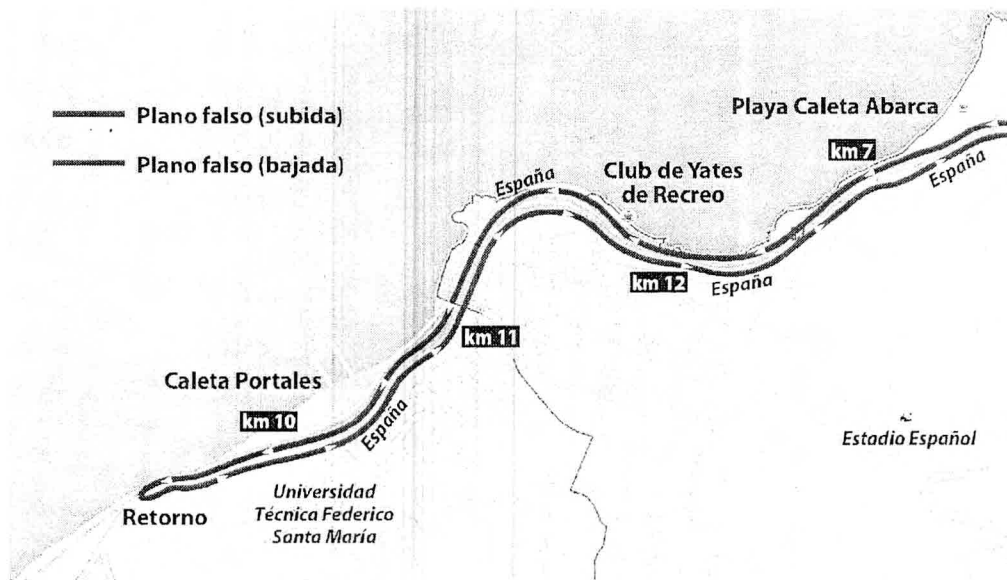 Plano falso (subida)
Plano falso (bajada)
Playa Caleta Abarca
km 7
España
España
Club de Yates
de Recreo
km 12
España
km 11
Caleta Portales
km 10
España
Estadio Español
Retorno
Universidad
Técnica Federico
Santa María